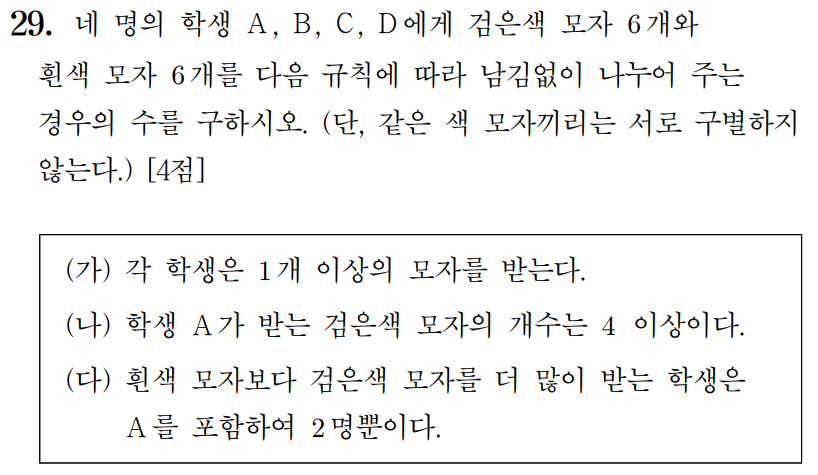 29. 네 명의 학생 A, B, C, D에게 검은색 모자 6개와
흰색 모자 6개를 다음 규칙에 따라 남김없이 나누어 주는
경우의 수를 구하시오. (단, 같은 색 모자끼리는 서로 구별하지
않는다.) [4점]
(가) 각 학생은 1개 이상의 모자를 받는다.
(나) 학생 A가 받는 검은색 모자의 개수는 4 이상이다.
(다) 흰색 모자보다 검은색 모자를 더 많이 받는 학생은
A를 포함하여 2명뿐이다.